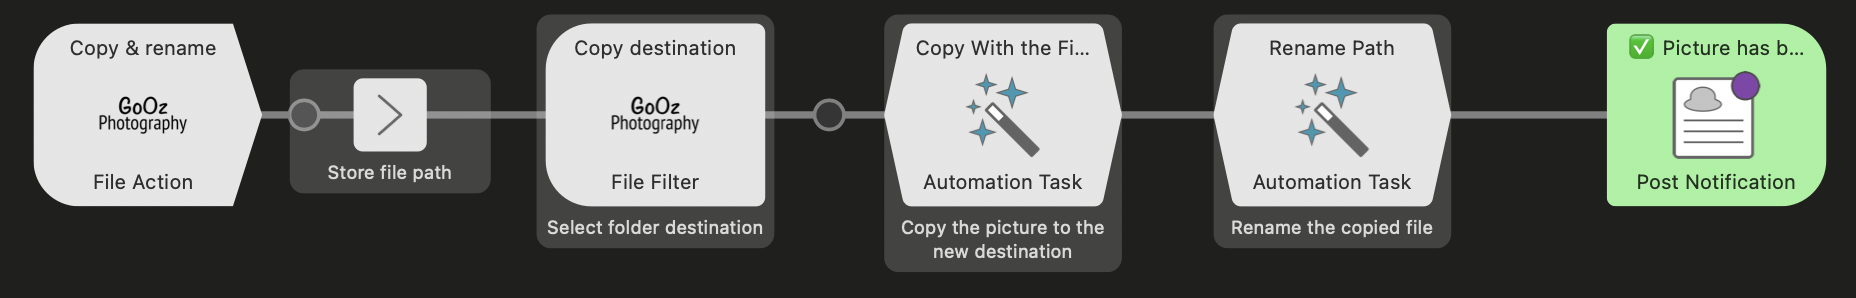 Copy & rename
GoOz
Photography
File Action
Store file path
Copy destination
GoOz
Photography
File Filter
Select folder destination
Copy With the Fi...
Automation Task
Copy the picture to the
new destination
Rename Path
Automation Task
Rename the copied file
✅ Picture has b...
Post Notification